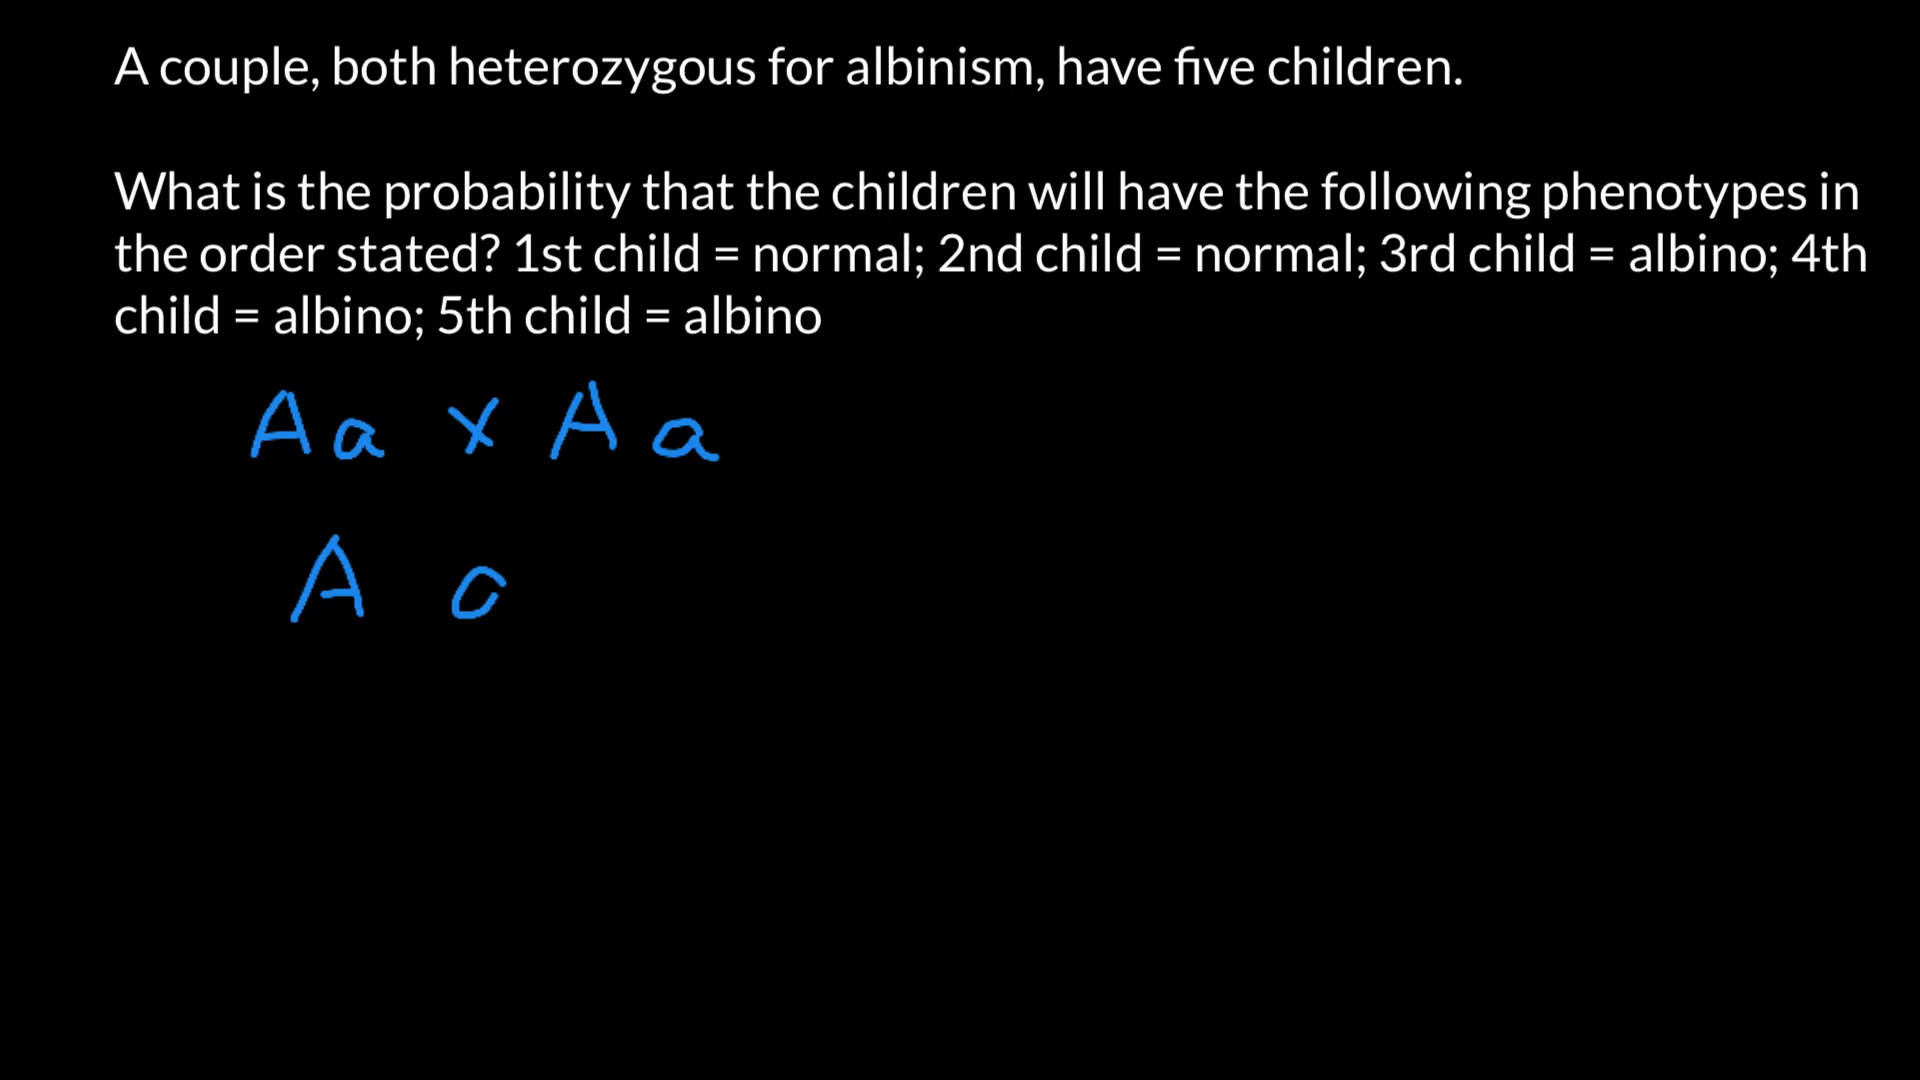 A couple, both heterozygous for albinism, have five children.
What is the probability that the children will have the following phenotypes in
the order stated? 1st child = normal; 2nd child = normal; 3rd child = albino; 4th
child = albino; 5th child = albino
Aa x Aa
A